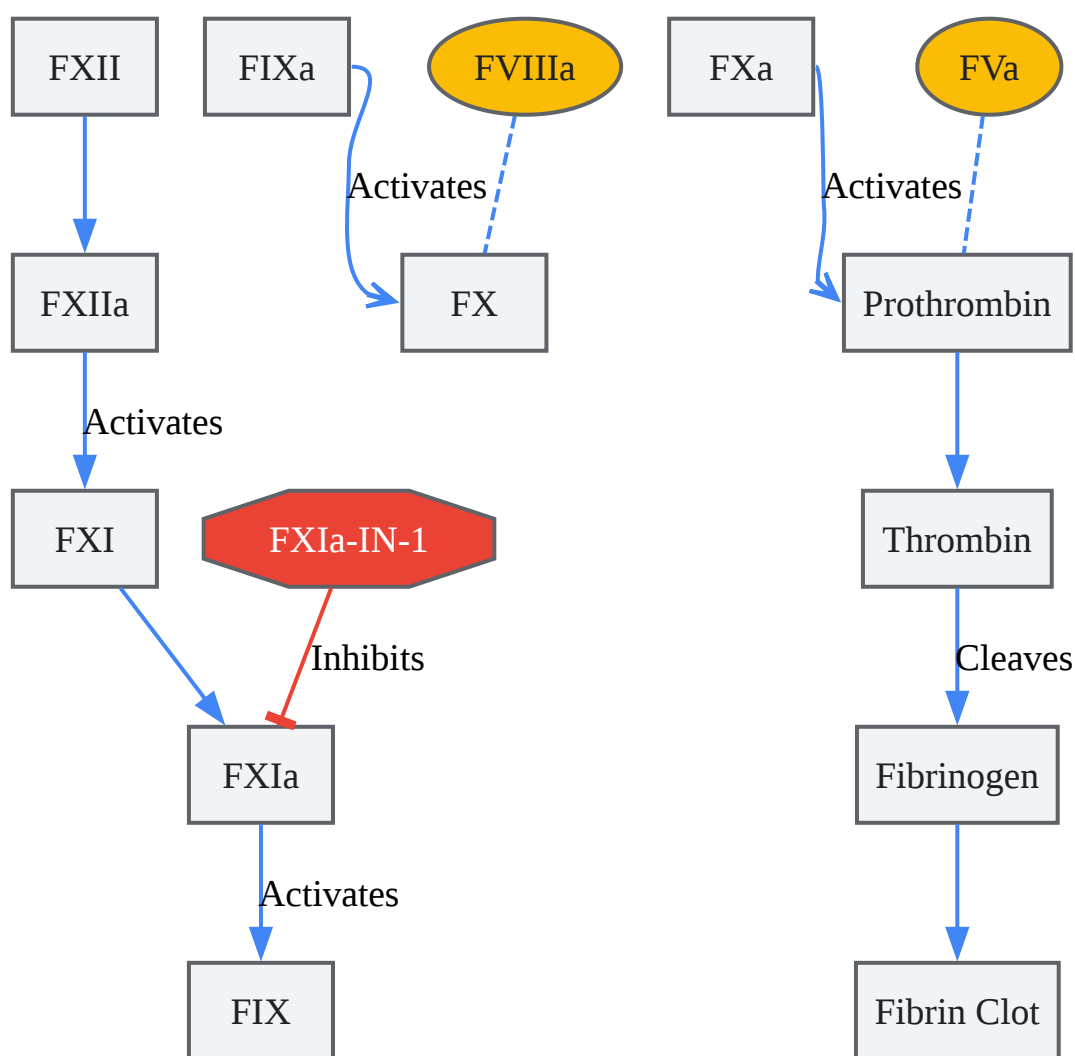 FXII
FIXa
FVIIIa
FXa
FVa
Activates
Activates
FXIIa
FX
Prothrombin
Activates
FXI
FXIa-IN-1
Thrombin
Inhibits
Cleaves
FXIa
Fibrinogen
Activates
FIX
Fibrin Clot